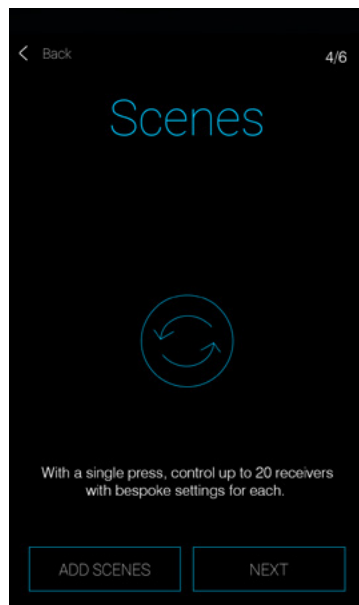 Back
4/6
Scenes
With a single press, control up to 20 receivers
with bespoke settings for each.
ADD SCENES
NEXT